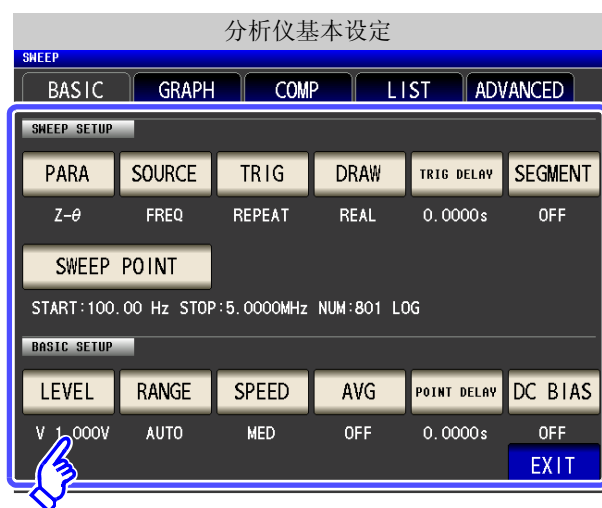 分析仪基本设定
SWEEP
BASIC GRAPH COMP LIST ADVANCED
SWEEP SETUP
PARA SOURCE TRIG DRAW TRIG DELAY SEGMENT
Z-θ FREQ REPEAT REAL 0.0000s OFF
SWEEP POINT
START:100.00 Hz STOP:5.0000MHz NUM:801 LOG
BASIC SETUP
LEVEL RANGE SPEED AVG POINT DELAY DC BIAS
V 1.000V AUTO MED OFF 0.0000s OFF
EXIT